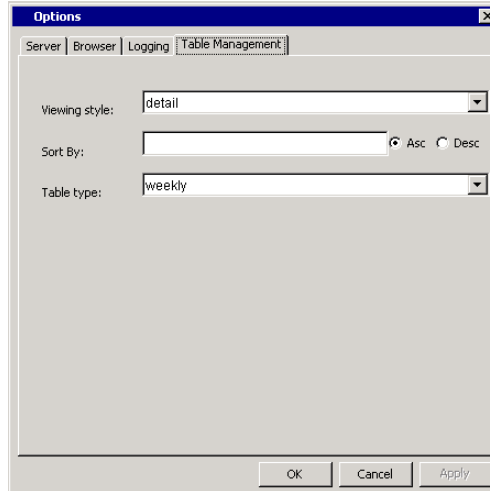 Options
Server Browser Logging Table Management
Viewing style: detail
Sort By: Asc Desc
Table type: weekly
OK Cancel Apply